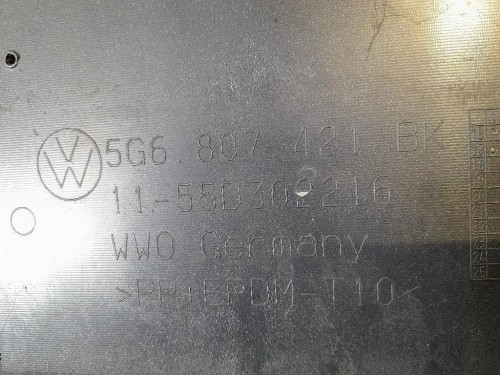 5G6.807 421 BK
11-55D302216
WWO Germany
>PP+EPDM-T10<